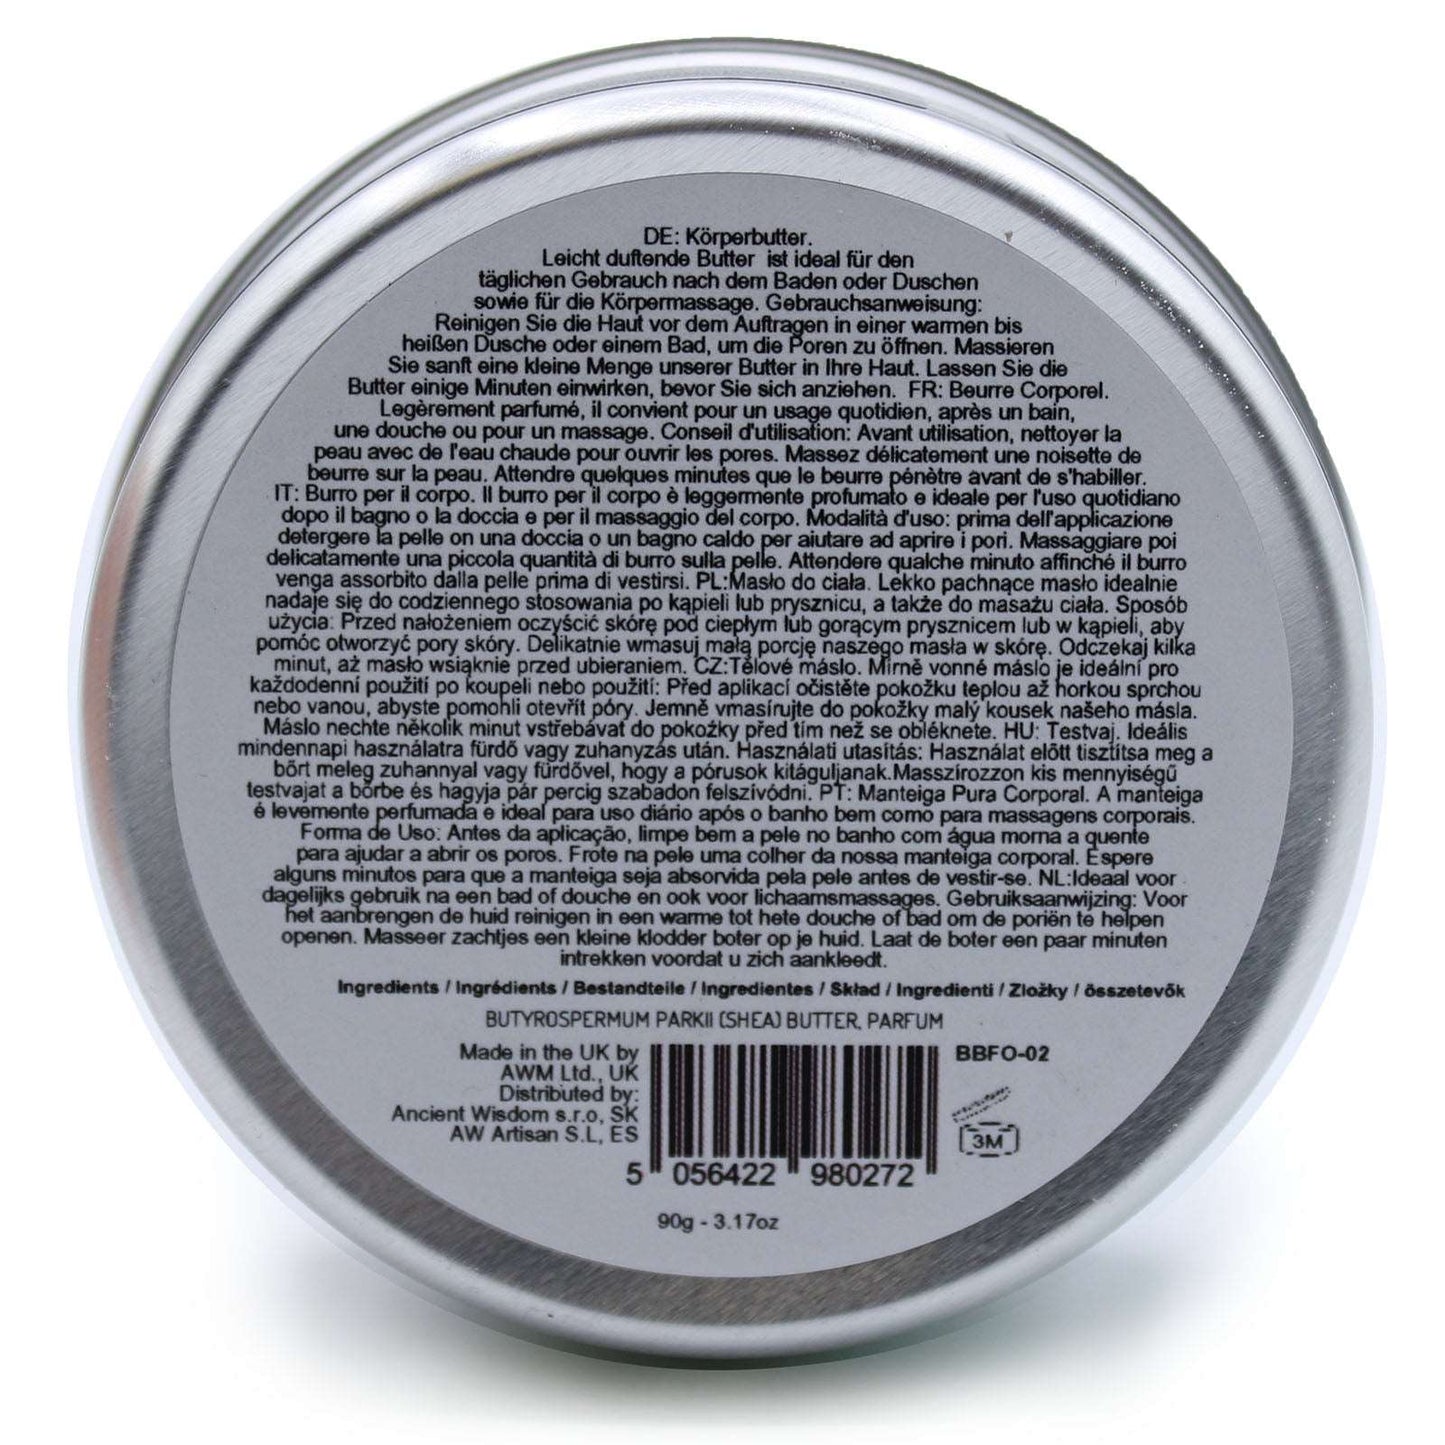 DE: Körperbutter.
Leicht duftende Butter ist ideal für den
täglichen Gebrauch nach dem Baden oder Duschen
sowie für die Körpermassage. Gebrauchsanweisung:
Reinigen Sie die Haut vor dem Auftragen in einer warmen bis
heißen Dusche oder einem Bad, um die Poren zu öffnen. Massieren
Sie sanft eine kleine Menge unserer Butter in Ihre Haut. Lassen Sie die
Butter einige Minuten einwirken, bevor Sie sich anziehen. FR: Beurre Corporel.
Legèrement parfumé, il convient pour un usage quotidien, après un bain,
une douche ou pour un massage. Conseil d'utilisation: Avant utilisation, nettoyer la
peau avec de l'eau chaude pour ouvrir les pores. Massez délicatement une noisette de
beurre sur la peau. Attendre quelques minutes que le beurre pénètre avant de s'habiller.
IT: Burro per il corpo. Il burro per il corpo è leggermente profumato e ideale per l'uso quotidiano
dopo il bagno o la doccia e per il massaggio del corpo. Modalità d'uso: prima dell'applicazione
detergere la pelle on una doccia o un bagno caldo per aiutare ad aprire i pori. Massaggiare poi
delicatamente una piccola quantità di burro sulla pelle. Attendere qualche minuto affinché il burro
venga assorbito dalla pelle prima di vestirsi. PL:Masło do ciała. Lekko pachnące masło idealnie
nadaje się do codziennego stosowania po kąpieli lub prysznicu, a także do masażu ciała. Sposób
użycia: Przed nałożeniem oczyścić skórę pod ciepłym lub gorącym prysznicem lub w kąpieli, aby
pomóc otworzyć pory skóry. Delikatnie wmasuj małą porcję naszego masła w skórę. Odczekaj kilka
minut, aż masło wsiąknie przed ubieraniem. CZ:Tělové máslo. Mírně vonné máslo je ideální pro
každodenní použití po koupeli nebo použití: Před aplikací očistěte pokožku teplou až horkou sprchou
nebo vanou, abyste pomohli otevřít póry. Jemně vmasírujte do pokožky malý kousek našeho másla.
Máslo nechte několik minut vstřebávat do pokožky před tím než se obléknete. HU: Testvaj. Ideális
mindennapi használatra fürdő vagy zuhanyzás után. Használati utasítás: Használat előtt tisztítsa meg a
bőrt meleg zuhannyal vagy fürdővel, hogy a pórusok kitáguljanak.Masszírozzon kis mennyiségű
testvajat a bőrbe és hagyja pár percig szabadon felszívódni. PT: Manteiga Pura Corporal. A manteiga
é levemente perfumada e ideal para uso diário após o banho bem como para massagens corporais.
Forma de Uso: Antes da aplicação, limpe bem a pele no banho com água morna a quente
para ajudar a abrir os poros. Frote na pele uma colher da nossa manteiga corporal. Espere
alguns minutos para que a manteiga seja absorvida pela pele antes de vestir-se. NL:Ideaal voor
dagelijks gebruik na een bad of douche en ook voor lichaamsmassages. Gebruiksaanwijzing: Voor
het aanbrengen de huid reinigen in een warme tot hete douche of bad om de poriën te helpen
openen. Masseer zachtjes een kleine klodder boter op je huid. Laat de boter een paar minuten
intrekken voordat u zich aankleedt.
Ingredients / Ingrédients / Bestandteile / Ingredientes / Skład / Ingredienti / Zložky / összetevők
BUTYROSPERMUM PARKII (SHEA) BUTTER, PARFUM
Made in the UK by
AWM Ltd., UK
Distributed by:
Ancient Wisdom s.r.o, SK
AW Artisan S.L, ES
BBFO-02
3M
5 056422 980272
90g - 3.17oz